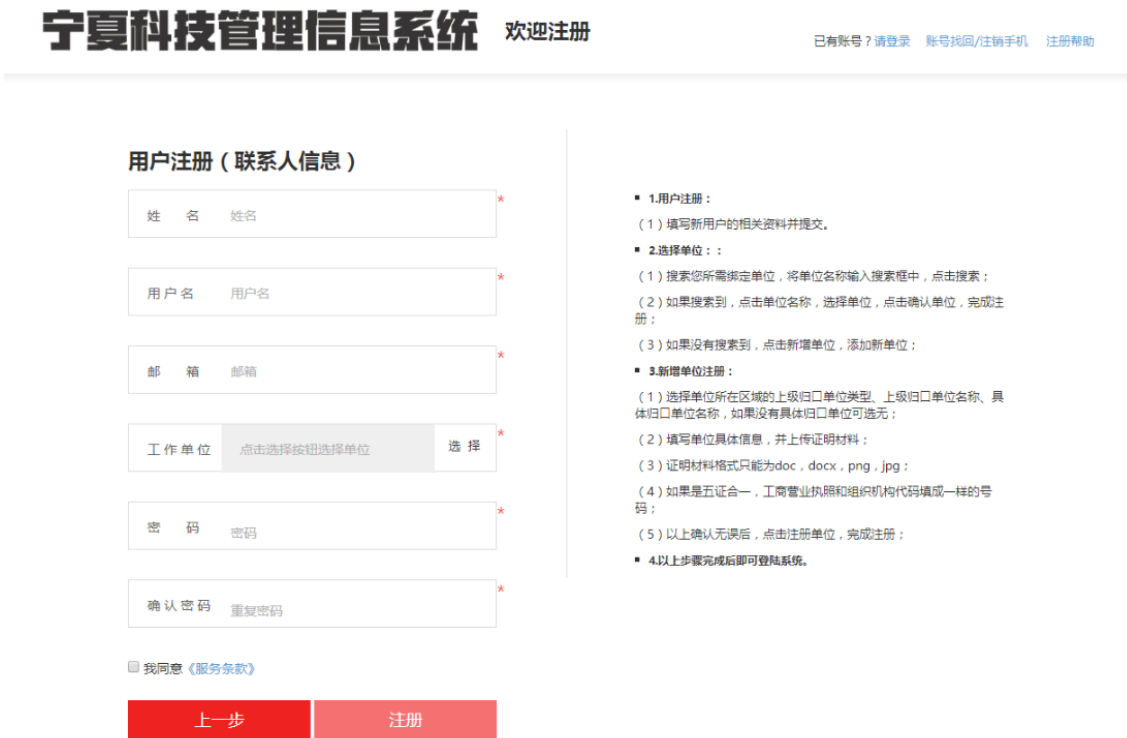 宁夏科技管理信息系统 欢迎注册
已有账号？请登录 账号找回/注销手机 注册帮助
用户注册（联系人信息）
姓 名 姓名 *
用户名 用户名 *
邮 箱 邮箱 *
工作单位 点击选择按钮选择单位 选 择 *
密 码 密码 *
确认密码 重复密码 *
我同意《服务条款》
上一步 注册
1.用户注册：
（1）填写新用户的相关资料并提交。
2.选择单位：：
（1）搜索您所需绑定单位，将单位名称输入搜索框中，点击搜索；
（2）如果搜索到，点击单位名称，选择单位，点击确认单位，完成注
册；
（3）如果没有搜索到，点击新增单位，添加新单位；
3.新增单位注册：
（1）选择单位所在区域的上级归口单位类型、上级归口单位名称、具
体归口单位名称，如果没有具体归口单位可选无；
（2）填写单位具体信息，并上传证明材料；
（3）证明材料格式只能为doc，docx，png，jpg；
（4）如果是五证合一，工商营业执照和组织机构代码填成一样的号
码；
（5）以上确认无误后，点击注册单位，完成注册；
4.以上步骤完成后即可登陆系统。